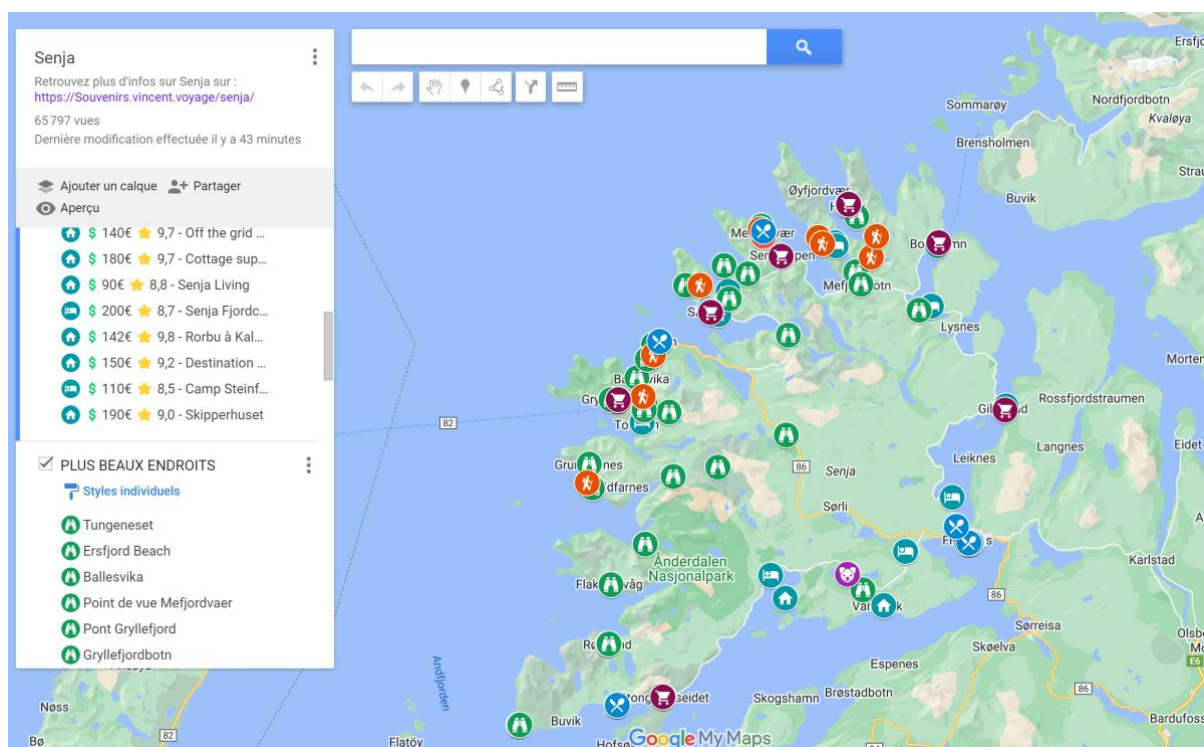 Senja
Retrouvez plus d'infos sur Senja sur :
https://Souvenirs.vincent.voyage/senja/
65 797 vues
Dernière modification effectuée il y a 43 minutes
Ajouter un calque Partager
Aperçu
$ 140€ ⭐ 9,7 - Off the grid ...
$ 180€ ⭐ 9,7 - Cottage sup...
$ 90€ ⭐ 8,8 - Senja Living
$ 200€ ⭐ 8,7 - Senja Fjordc...
$ 142€ ⭐ 9,8 - Rorbu à Kal...
$ 150€ ⭐ 9,2 - Destination ...
$ 110€ ⭐ 8,5 - Camp Steinf...
$ 190€ ⭐ 9,0 - Skipperhuset
PLUS BEAUX ENDROITS
Styles individuels
Tungeneset
Ersfjord Beach
Ballesvika
Point de vue Mefjordvaer
Pont Gryllefjord
Gryllefjordbotn
Sommarøy
Nordfjordbotn
Kvaløya
Brensholmen
Buvik
Øyfjordvær
Lysnes
82
Rossfjordstraumen
Langnes
Eidet
Leiknes
86
Senja
Sørli
Ånderdalen
Nasjonalpark
Karlstad
86
Sørreisa
Skøelva
E6
Espenes
Andfjorden
Skogshamn
Brøstadbotn
86
Bardufoss
Nøss
82
Bø
Flatöy
Buvik
Google My Maps